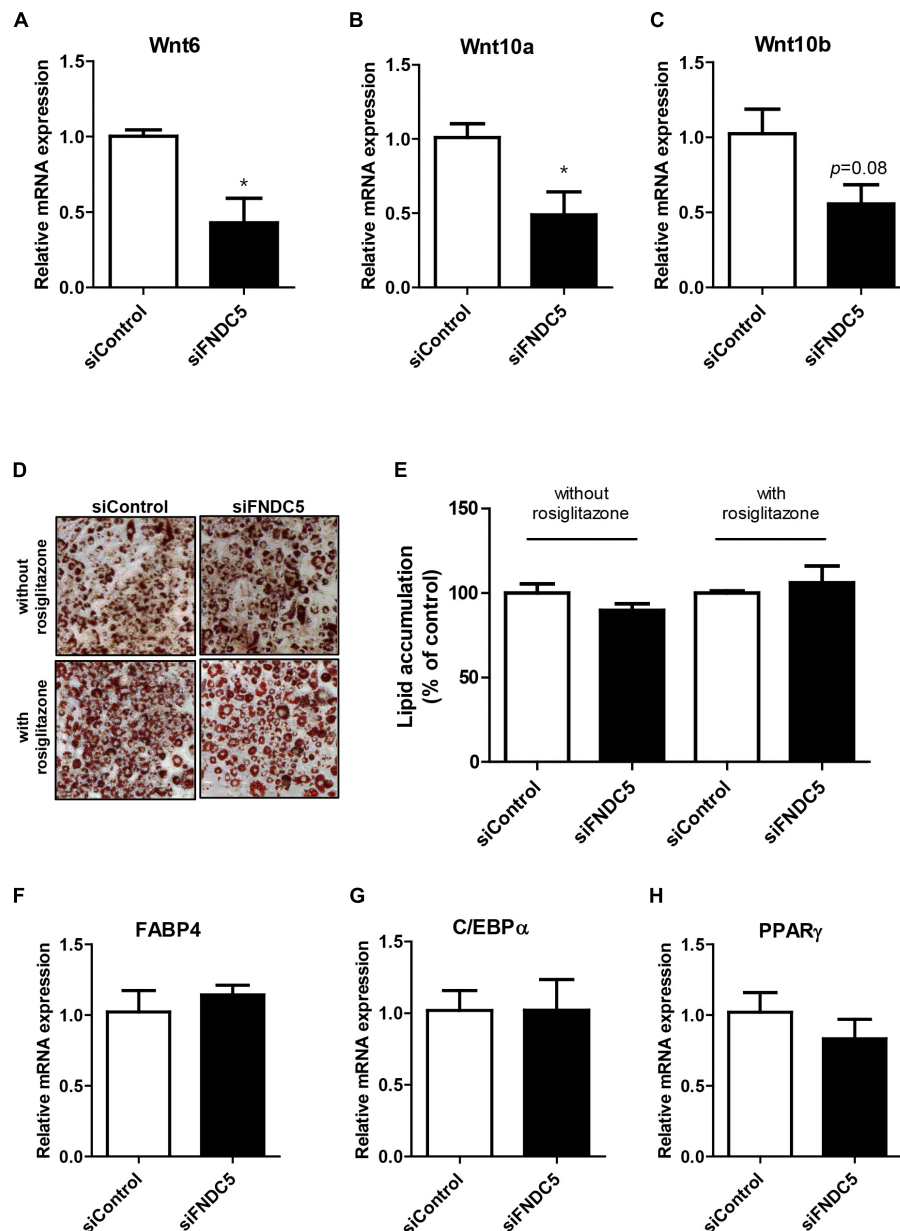 A
Wnt6
Relative mRNA expression
1.5
1.0
0.5
0.0
*
siControl
siFNDC5
B
Wnt10a
Relative mRNA expression
1.5
1.0
0.5
0.0
*
siControl
siFNDC5
C
Wnt10b
Relative mRNA expression
1.5
1.0
0.5
0.0
p=0.08
siControl
siFNDC5
D
siControl
siFNDC5
without
rosiglitazone
with
rosiglitazone
E
Lipid accumulation
(% of control)
150
100
50
0
without
rosiglitazone
with
rosiglitazone
siControl
siFNDC5
siControl
siFNDC5
F
FABP4
Relative mRNA expression
1.5
1.0
0.5
0.0
siControl
siFNDC5
G
C/EBPα
Relative mRNA expression
1.5
1.0
0.5
0.0
siControl
siFNDC5
H
PPARγ
Relative mRNA expression
1.5
1.0
0.5
0.0
siControl
siFNDC5